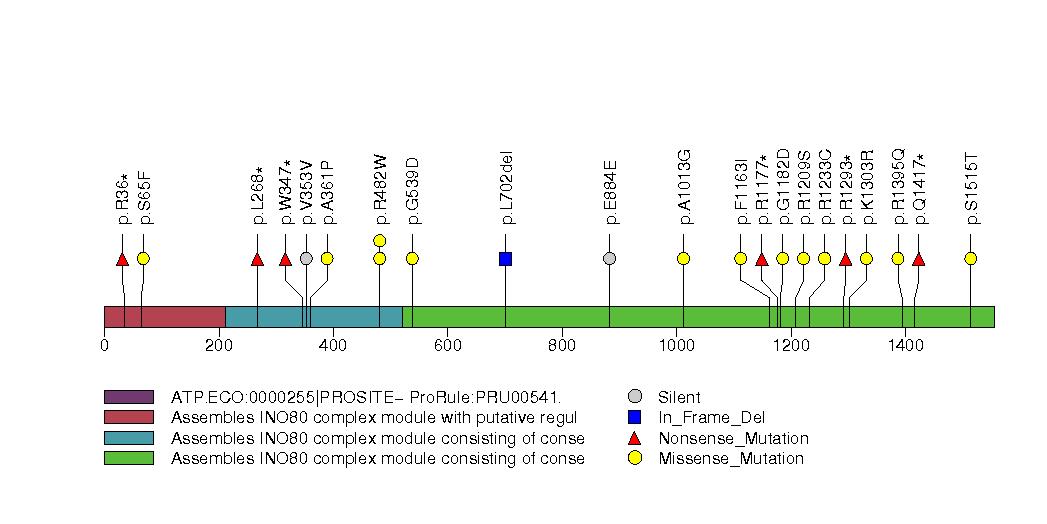 p.R36*
p.S65F
p.L268*
p.W347*
p.V353V
p.A361P
p.R482W
p.G539D
p.L702del
p.E884E
p.A1013G
p.F1163I
p.R1177*
p.G1182D
p.R1209S
p.R1233C
p.R1293*
p.K1303R
p.R1395Q
p.Q1417*
p.S1515T
0 200 400 600 800 1000 1200 1400
ATP.ECO:0000255|PROSITE- ProRule:PRU00541.
Assembles INO80 complex module with putative regul
Assembles INO80 complex module consisting of conse
Assembles INO80 complex module consisting of conse
Silent
In_Frame_Del
Nonsense_Mutation
Missense_Mutation